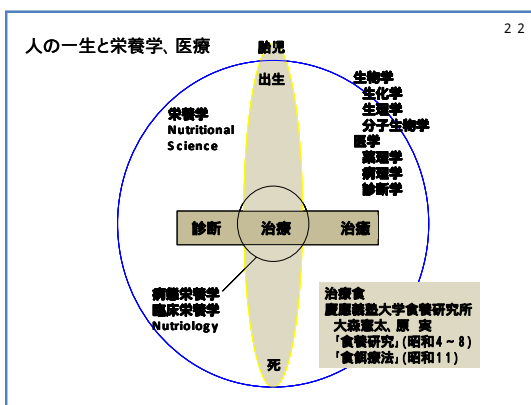 22
人の一生と栄養学、医療
胎児
出生
栄養学
Nutritional
Science
生物学
生化学
生理学
分子生物学
医学
薬理学
病理学
診断学
診断
治療
治癒
病態栄養学
臨床栄養学
Nutriology
治療食
慶應義塾大学食養研究所
大森憲太、原 実
「食養研究」(昭和4~8)
「食餌療法」(昭和11)
死